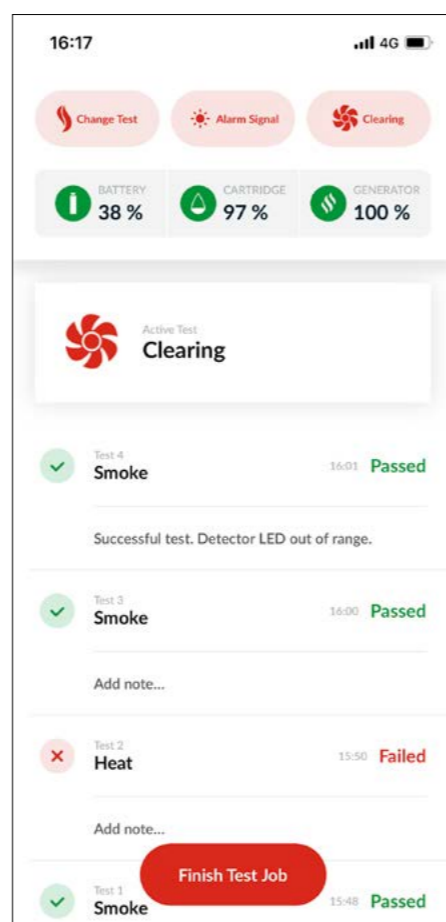 16:17 4G
Change Test Alarm Signal Clearing
BATTERY CARTRIDGE GENERATOR
38 % 97 % 100 %
Active Test
Clearing
Test 4
Smoke 16:01 Passed
Successful test. Detector LED out of range.
Test 3
Smoke 16:00 Passed
Add note...
Test 2
Heat 15:50 Failed
Add note...
Finish Test Job
Test 1
Smoke 15:48 Passed